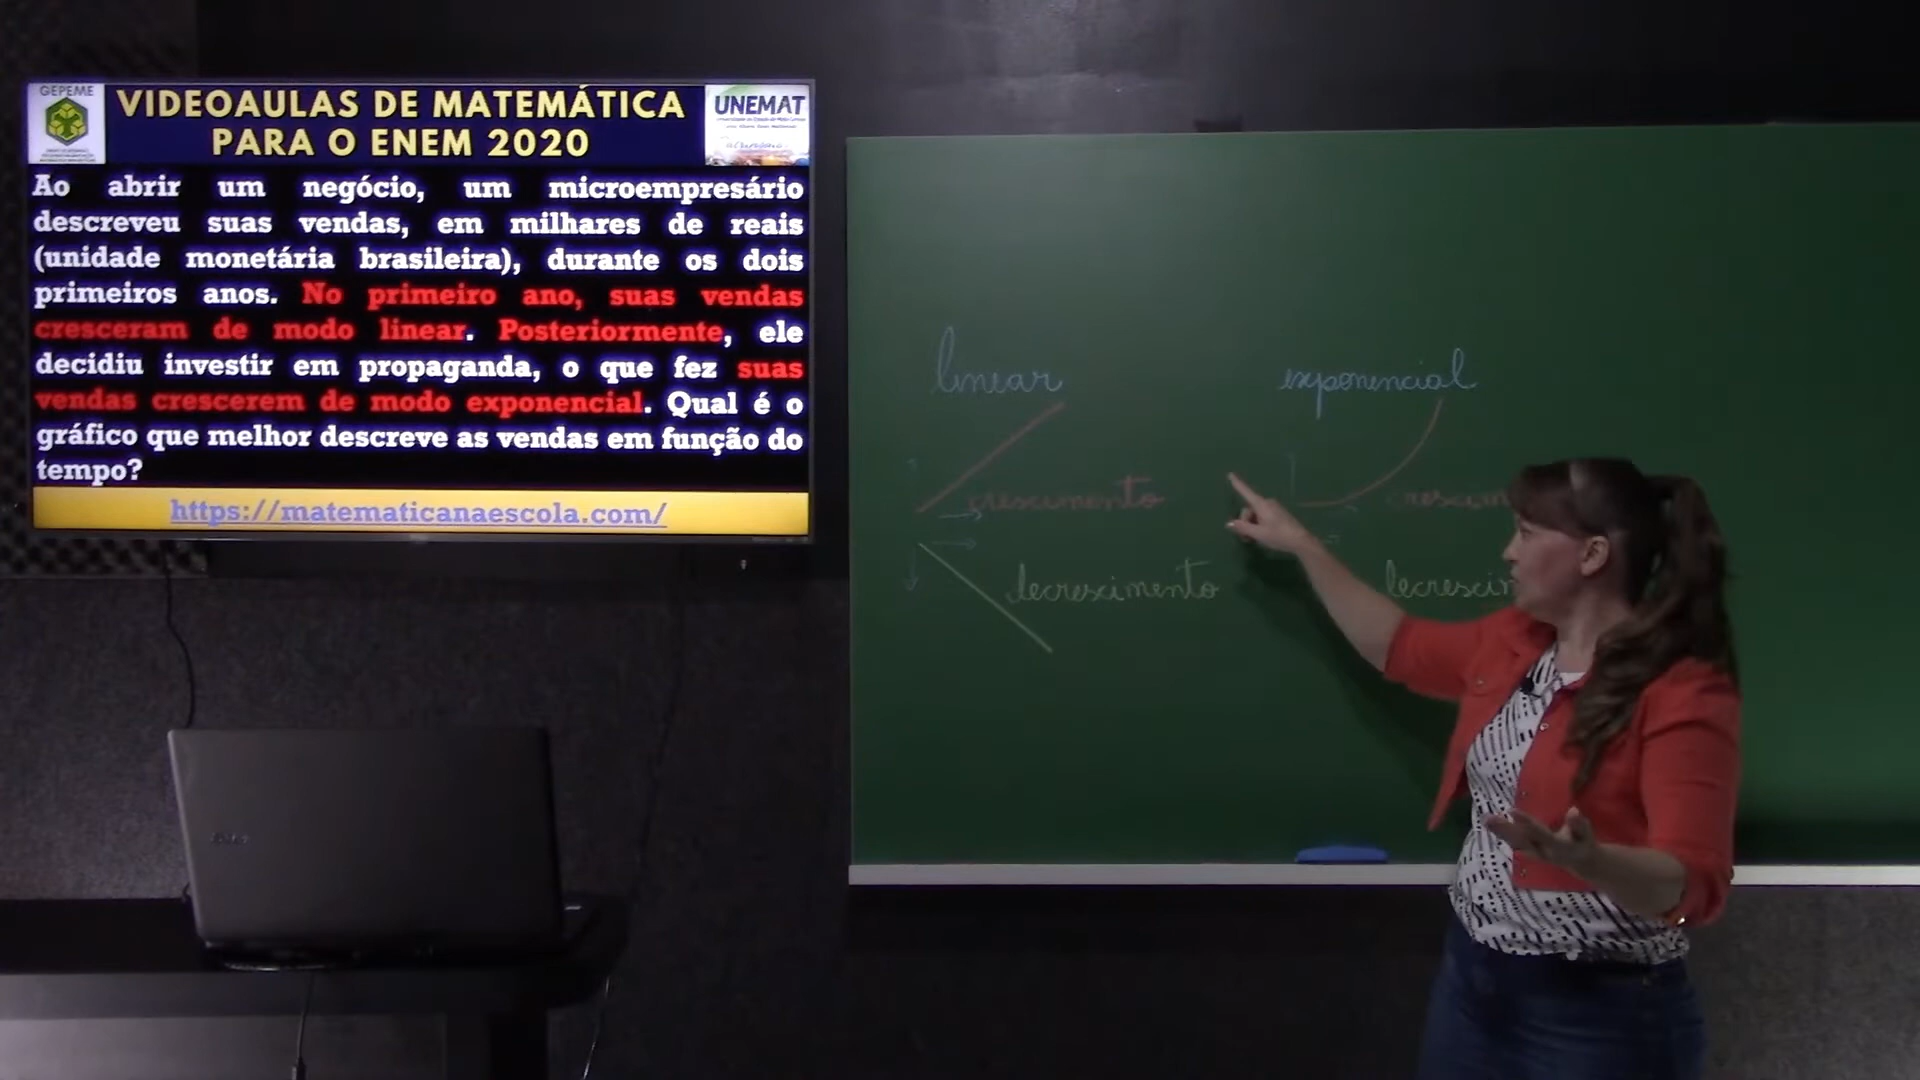 GEPEME
VIDEOAULAS DE MATEMÁTICA
PARA O ENEM 2020
UNEMAT
Ao abrir um negócio, um microempresário
descreveu suas vendas, em milhares de reais
(unidade monetária brasileira), durante os dois
primeiros anos. No primeiro ano, suas vendas
cresceram de modo linear. Posteriormente, ele
decidiu investir em propaganda, o que fez suas
vendas crescerem de modo exponencial. Qual é o
gráfico que melhor descreve as vendas em função do
tempo?
https://matematicanaescola.com/
linear
exponencial
crescimento
crescim
decrescimento
decrescim